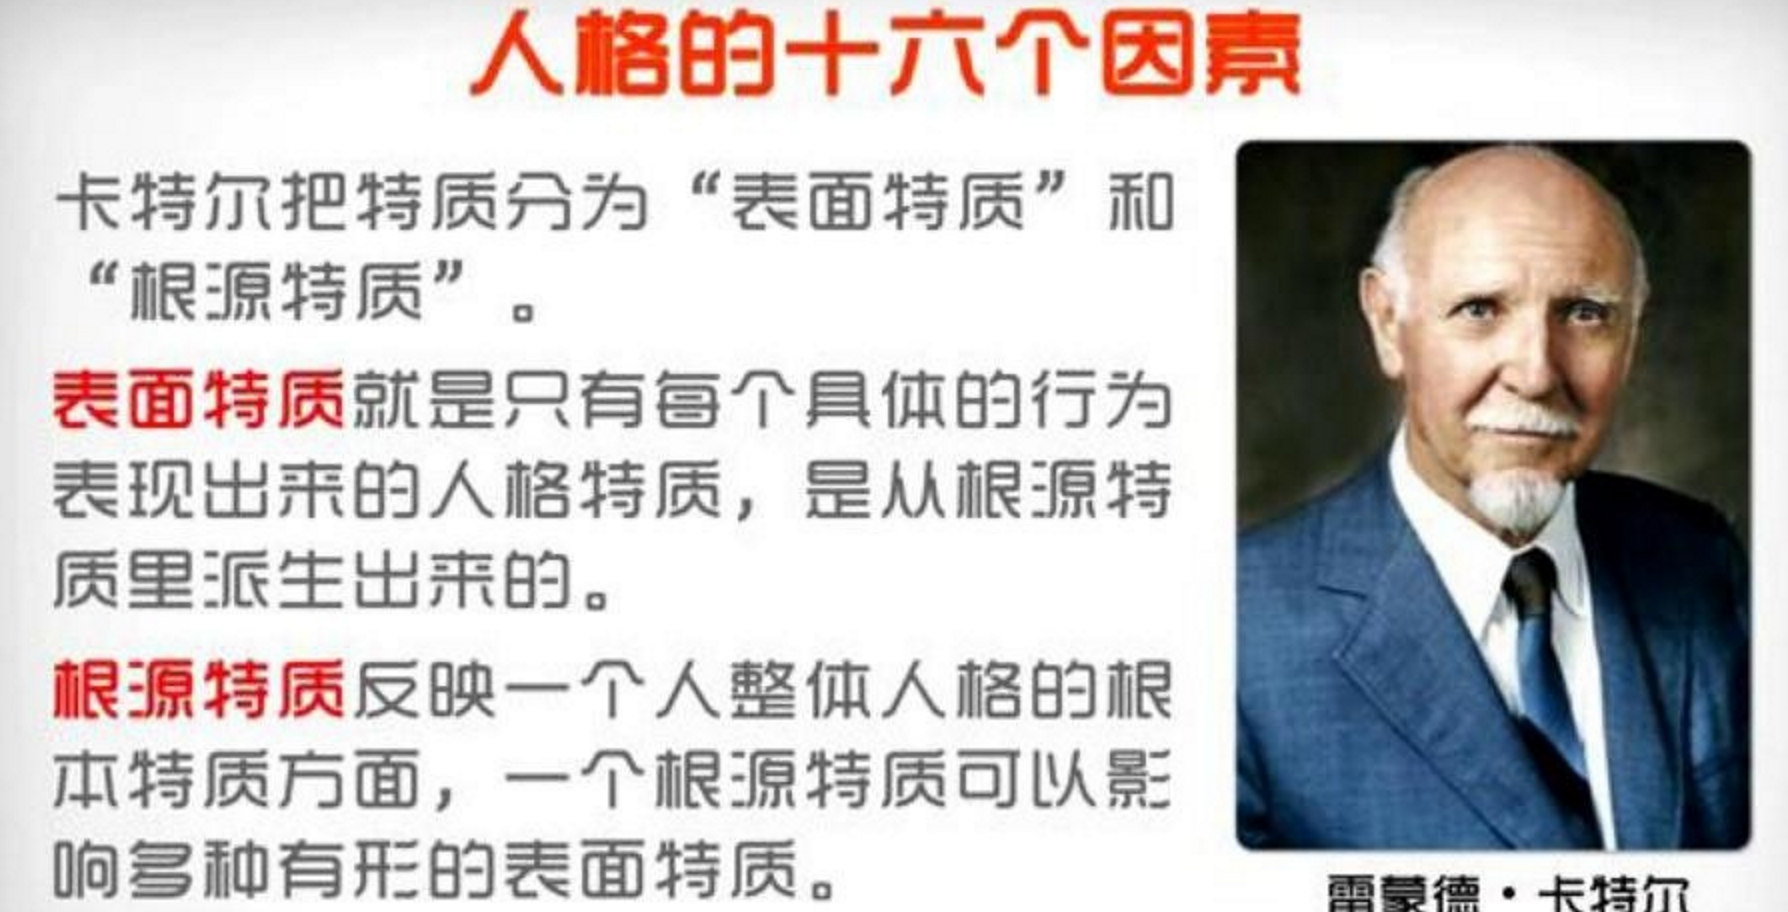 人格的十六个因素
卡特尔把特质分为“表面特质”和
“根源特质”。
表面特质就是只有每个具体的行为
表现出来的人格特质，是从根源特
质里派生出来的。
根源特质反映一个人整体人格的根
本特质方面，一个根源特质可以影
响多种有形的表面特质。
雷蒙德·卡特尔